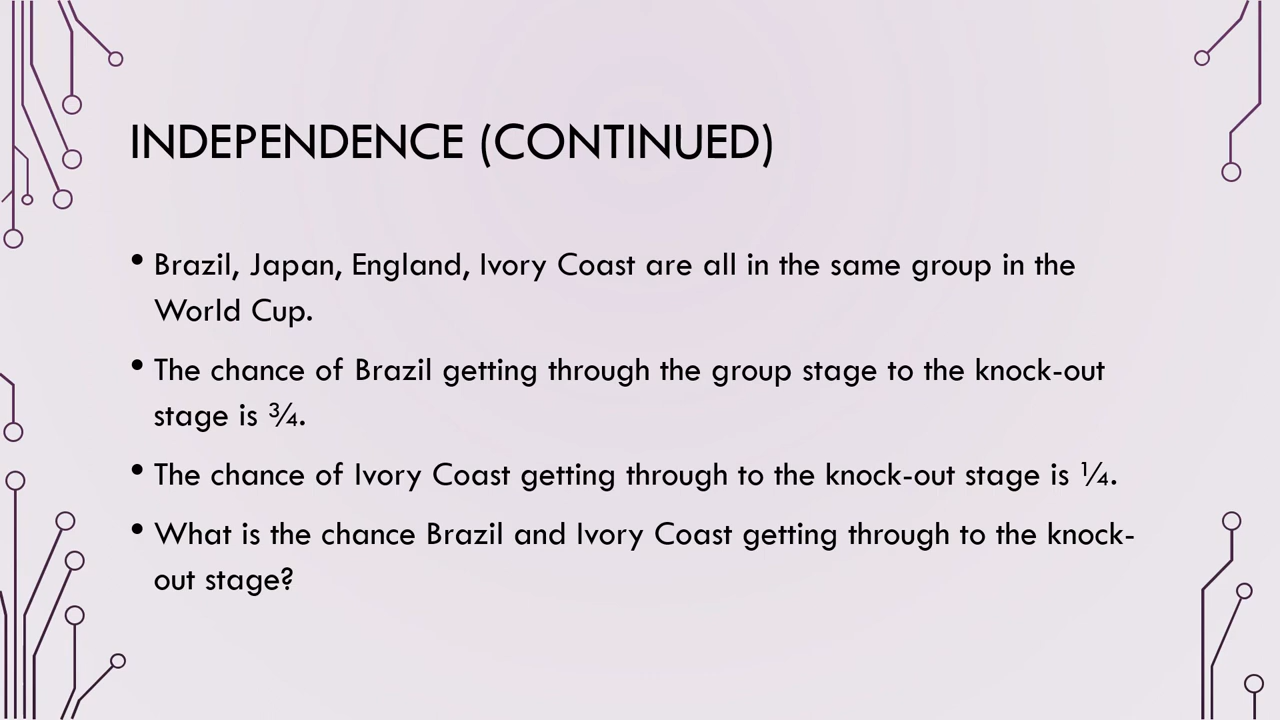 INDEPENDENCE (CONTINUED)
• Brazil, Japan, England, Ivory Coast are all in the same group in the
World Cup.
• The chance of Brazil getting through the group stage to the knock-out
stage is ¾.
• The chance of Ivory Coast getting through to the knock-out stage is ¼.
• What is the chance Brazil and Ivory Coast getting through to the knock-
out stage?